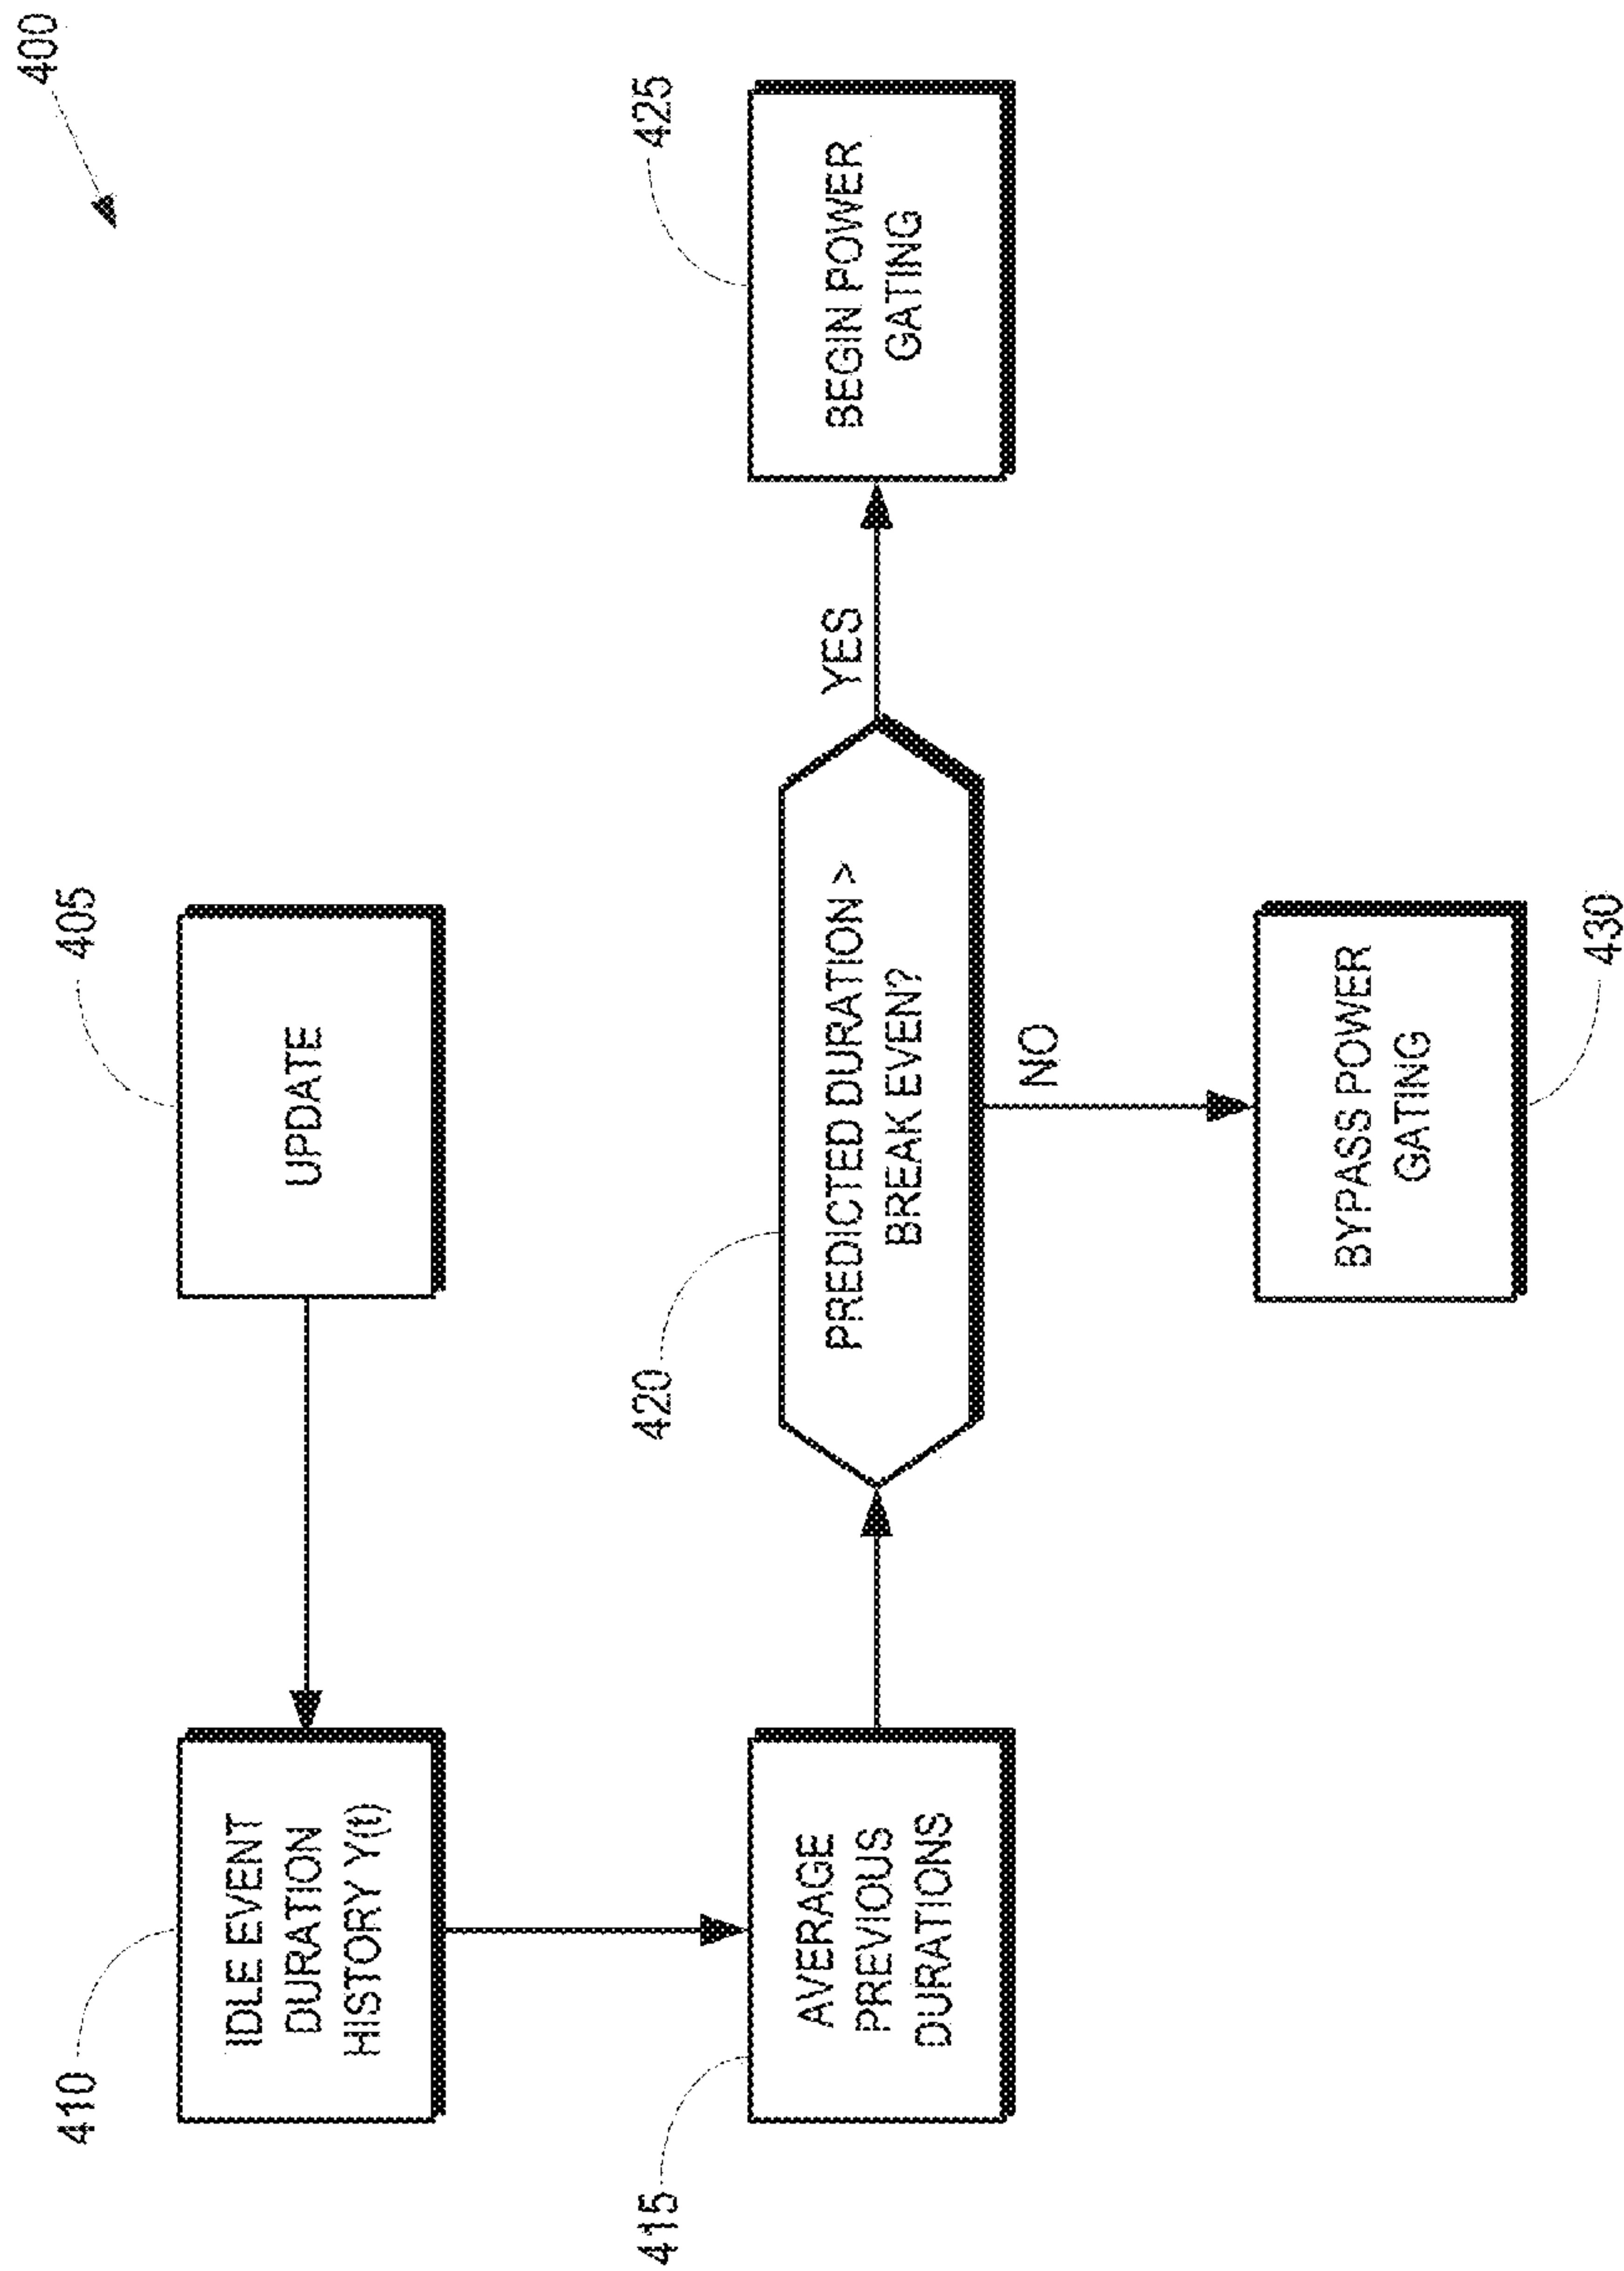 400
405
UPDATE
410
IDLE EVENT
DURATION
HISTORY Y(t)
415
AVERAGE
PREVIOUS
DURATIONS
420
PREDICTED DURATION >
BREAK EVEN?
YES
425
BEGIN POWER
GATING
NO
BYPASS POWER
GATING
430